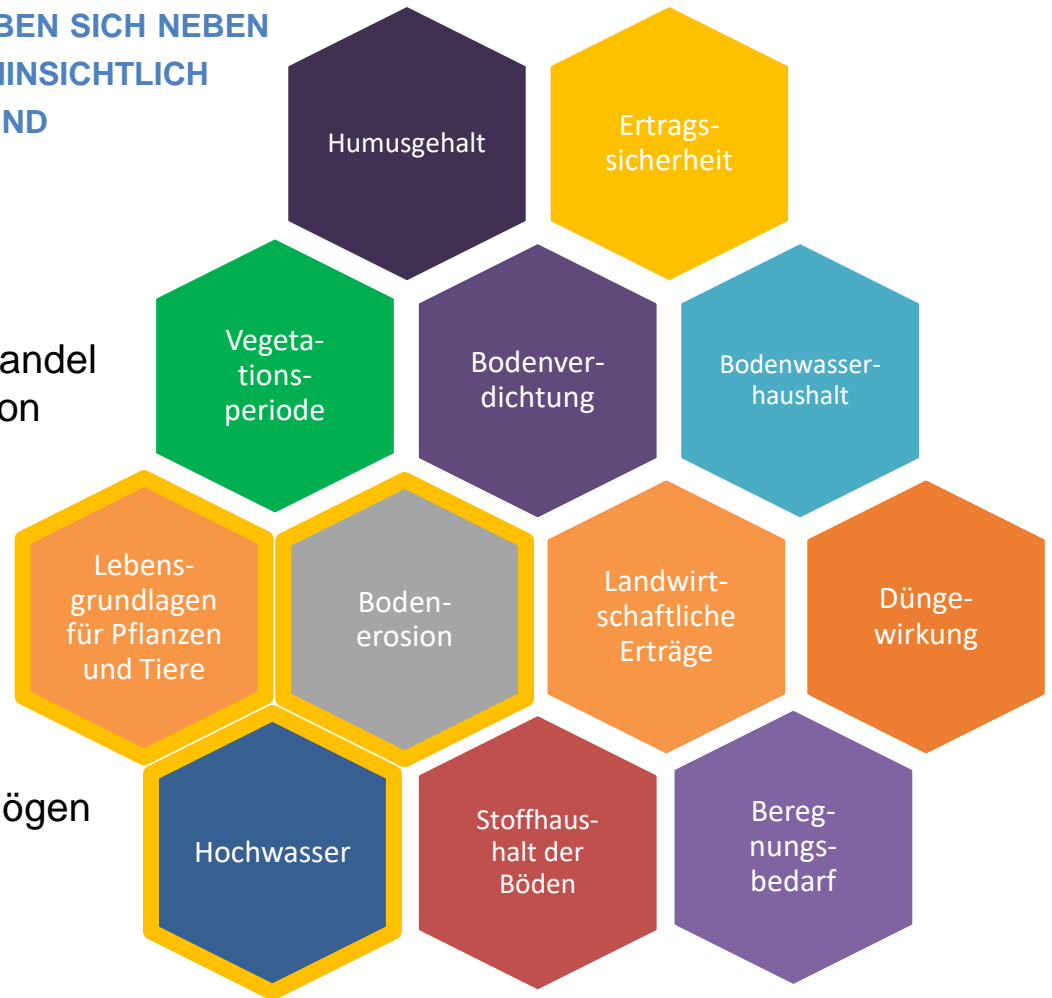 BEN SICH NEBEN
HINSICHTLICH
ND
andel
on
ögen
Humusgehalt
Ertrags-
sicherheit
Vegeta-
tions-
periode
Bodenver-
dichtung
Bodenwasser-
haushalt
Lebens-
grundlagen
für Pflanzen
und Tiere
Boden-
erosion
Landwirt-
schaftliche
Erträge
Dünge-
wirkung
Hochwasser
Stoffhaus-
halt der
Böden
Bereg-
nungs-
bedarf